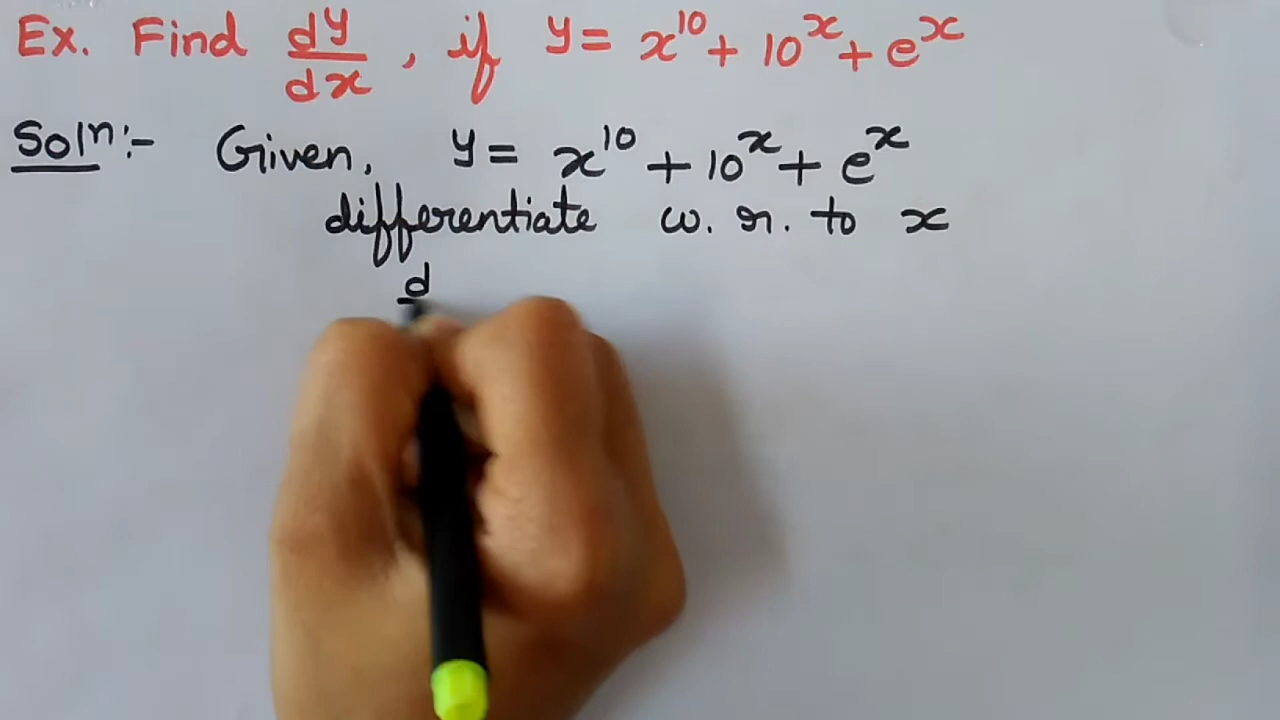 Ex. Find dy/dx, if y = x^10 + 10^x + e^x
Soln:- Given, y = x^10 + 10^x + e^x
differentiate w. r. to x
d